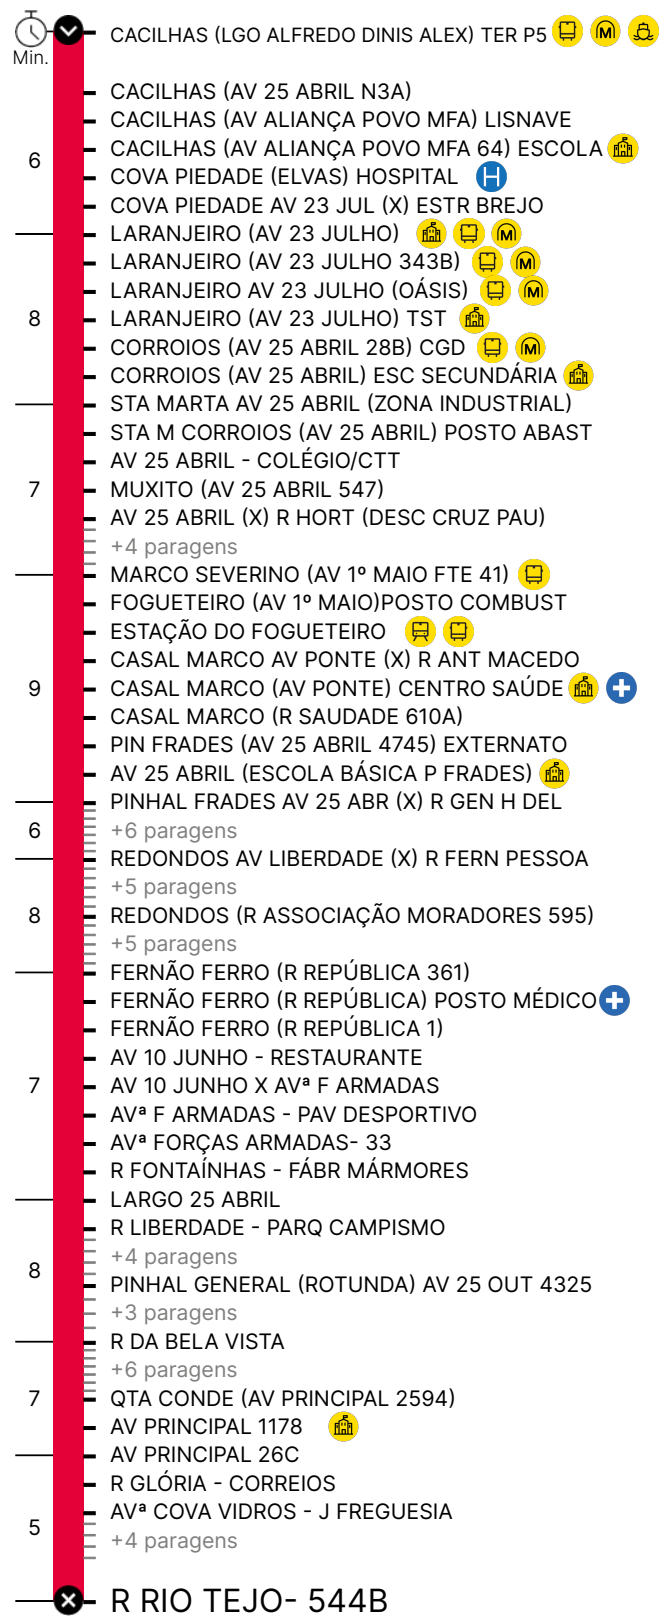 CACILHAS (LGO ALFREDO DINIS ALEX) TER P5
Min.
CACILHAS (AV 25 ABRIL N3A)
CACILHAS (AV ALIANÇA POVO MFA) LISNAVE
CACILHAS (AV ALIANÇA POVO MFA 64) ESCOLA
6
COVA PIEDADE (ELVAS) HOSPITAL H
COVA PIEDADE AV 23 JUL (X) ESTR BREJO
LARANJEIRO (AV 23 JULHO) M
LARANJEIRO (AV 23 JULHO 343B) M
LARANJEIRO AV 23 JULHO (OÁSIS) M
8
LARANJEIRO (AV 23 JULHO) TST
CORROIOS (AV 25 ABRIL 28B) CGD M
CORROIOS (AV 25 ABRIL) ESC SECUNDÁRIA
STA MARTA AV 25 ABRIL (ZONA INDUSTRIAL)
STA M CORROIOS (AV 25 ABRIL) POSTO ABAST
AV 25 ABRIL - COLÉGIO/CTT
7
MUXITO (AV 25 ABRIL 547)
AV 25 ABRIL (X) R HORT (DESC CRUZ PAU)
+4 paragens
MARCO SEVERINO (AV 1º MAIO FTE 41)
FOGUETEIRO (AV 1º MAIO)POSTO COMBUST
ESTAÇÃO DO FOGUETEIRO
CASAL MARCO AV PONTE (X) R ANT MACEDO
9
CASAL MARCO (AV PONTE) CENTRO SAÚDE
CASAL MARCO (R SAUDADE 610A)
PIN FRADES (AV 25 ABRIL 4745) EXTERNATO
AV 25 ABRIL (ESCOLA BÁSICA P FRADES)
PINHAL FRADES AV 25 ABR (X) R GEN H DEL
6
+6 paragens
REDONDOS AV LIBERDADE (X) R FERN PESSOA
+5 paragens
8
REDONDOS (R ASSOCIAÇÃO MORADORES 595)
+5 paragens
FERNÃO FERRO (R REPÚBLICA 361)
FERNÃO FERRO (R REPÚBLICA) POSTO MÉDICO
FERNÃO FERRO (R REPÚBLICA 1)
AV 10 JUNHO - RESTAURANTE
7
AV 10 JUNHO X AVª F ARMADAS
AVª F ARMADAS - PAV DESPORTIVO
AVª FORÇAS ARMADAS- 33
R FONTAÍNHAS - FÁBR MÁRMORES
LARGO 25 ABRIL
R LIBERDADE - PARQ CAMPISMO
+4 paragens
8
PINHAL GENERAL (ROTUNDA) AV 25 OUT 4325
+3 paragens
R DA BELA VISTA
+6 paragens
7
QTA CONDE (AV PRINCIPAL 2594)
AV PRINCIPAL 1178
AV PRINCIPAL 26C
R GLÓRIA - CORREIOS
AVª COVA VIDROS - J FREGUESIA
5
+4 paragens
R RIO TEJO- 544B